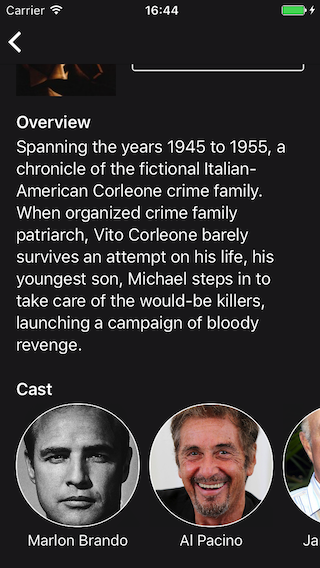 Carrier 16:44
Overview
Spanning the years 1945 to 1955, a
chronicle of the fictional Italian-
American Corleone crime family.
When organized crime family
patriarch, Vito Corleone barely
survives an attempt on his life, his
youngest son, Michael steps in to
take care of the would-be killers,
launching a campaign of bloody
revenge.
Cast
Marlon Brando Al Pacino Ja